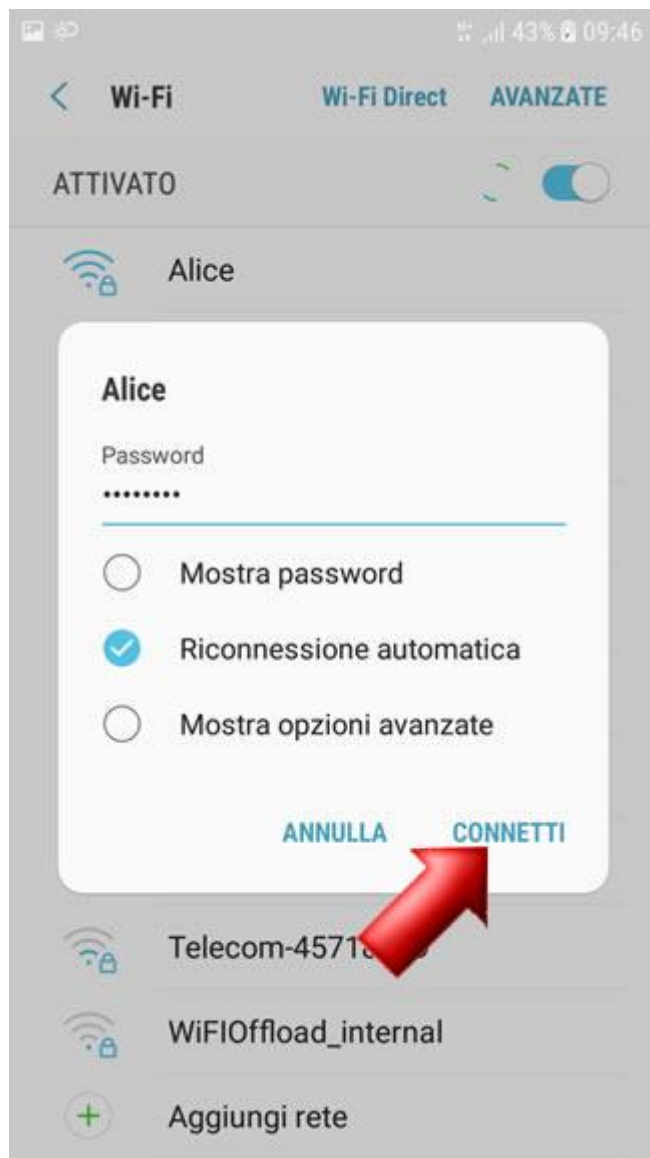 43% 09:46
Wi-Fi Wi-Fi Direct AVANZATE
ATTIVATO
Alice
Alice
Password
••••••••
Mostra password
Riconnessione automatica
Mostra opzioni avanzate
ANNULLA CONNETTI
WiFIOffload_internal
Aggiungi rete